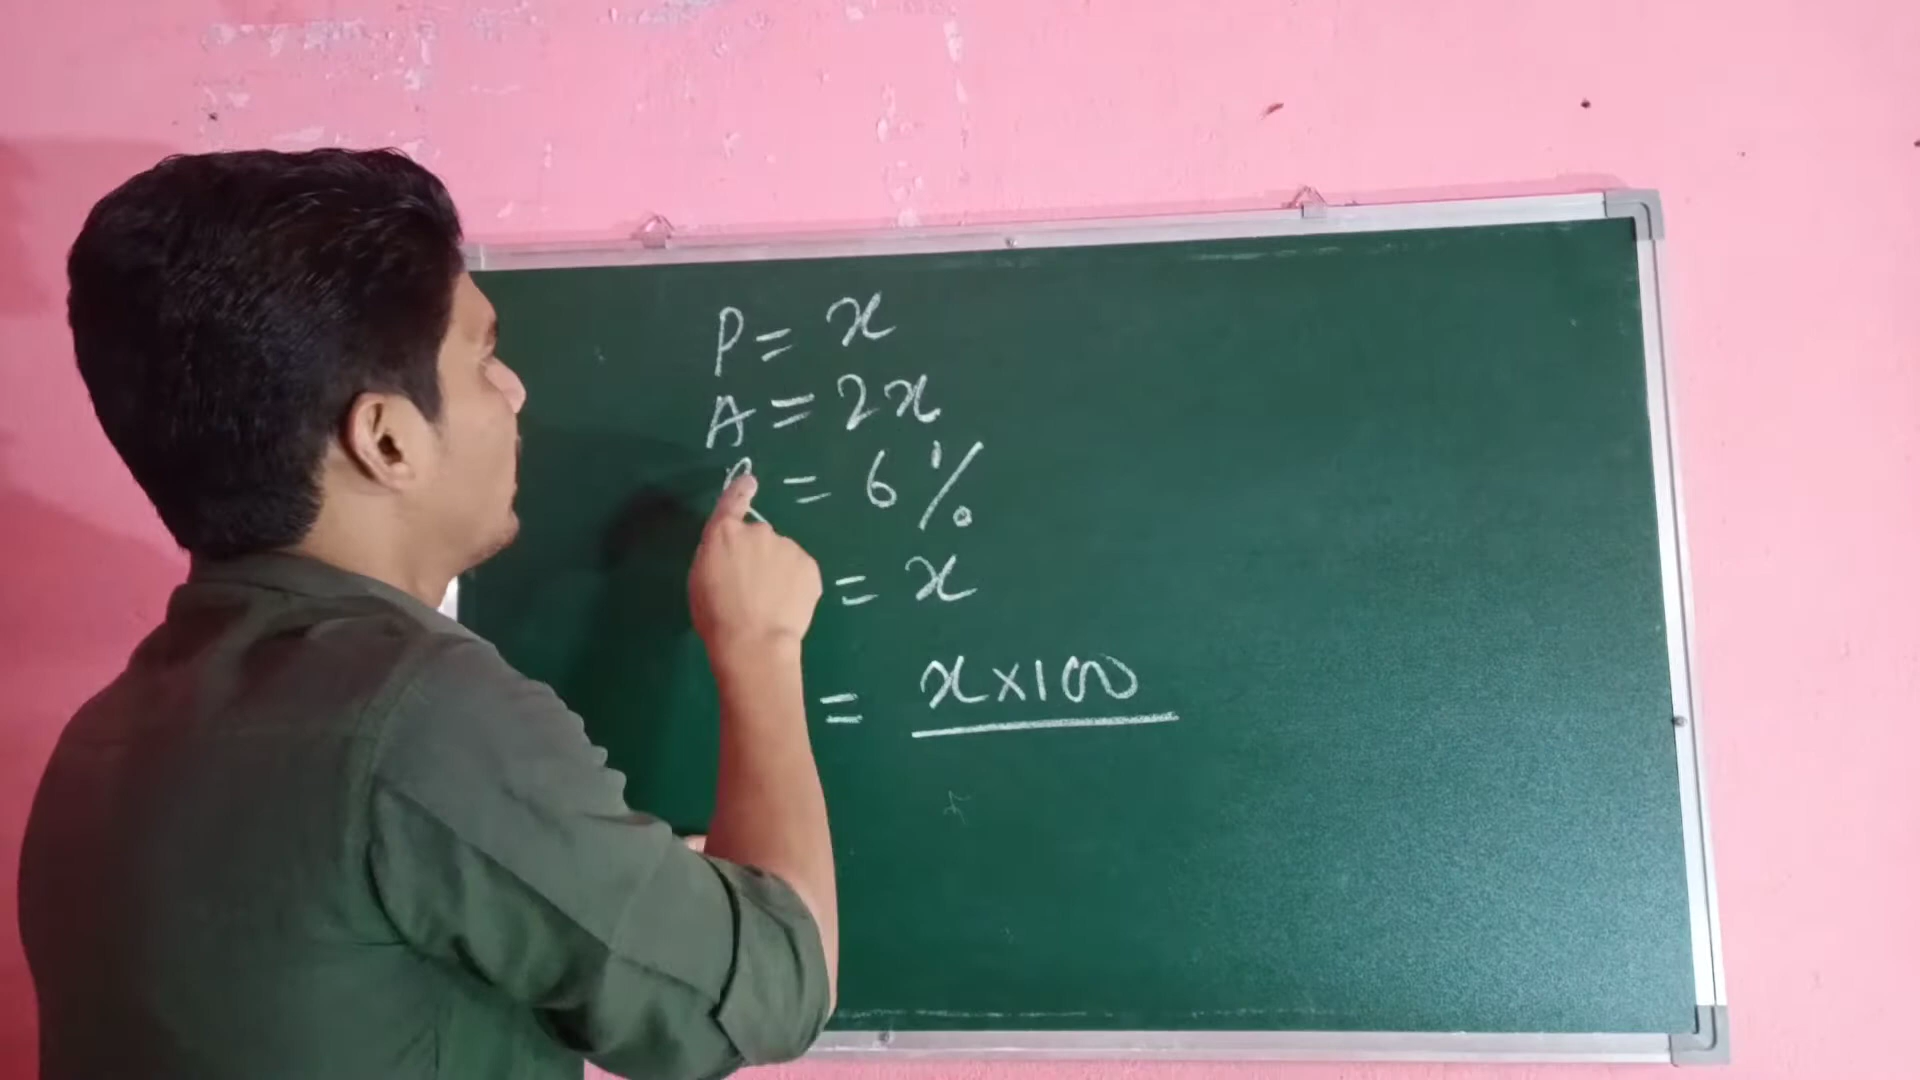 P = x
A = 2x
R = 6%
= x
= x×100